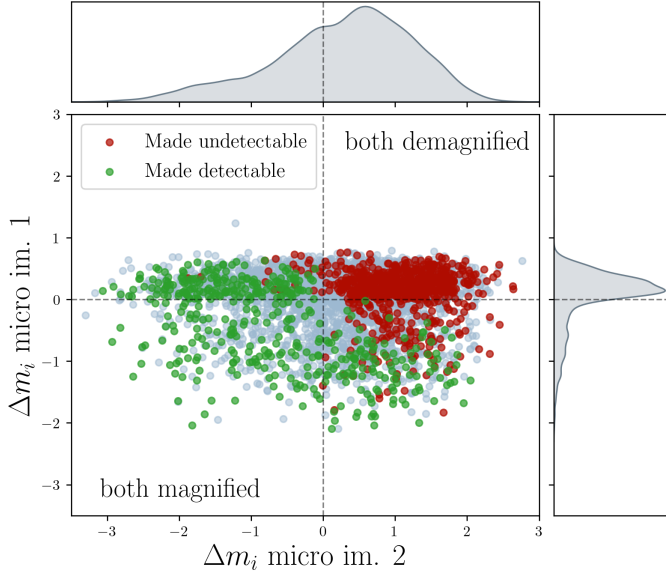 3
2
1
0
−1
−2
−3
Δm_i micro im. 1
Made undetectable
Made detectable
both demagnified
both magnified
−3
−2
−1
0
1
2
3
Δm_i micro im. 2